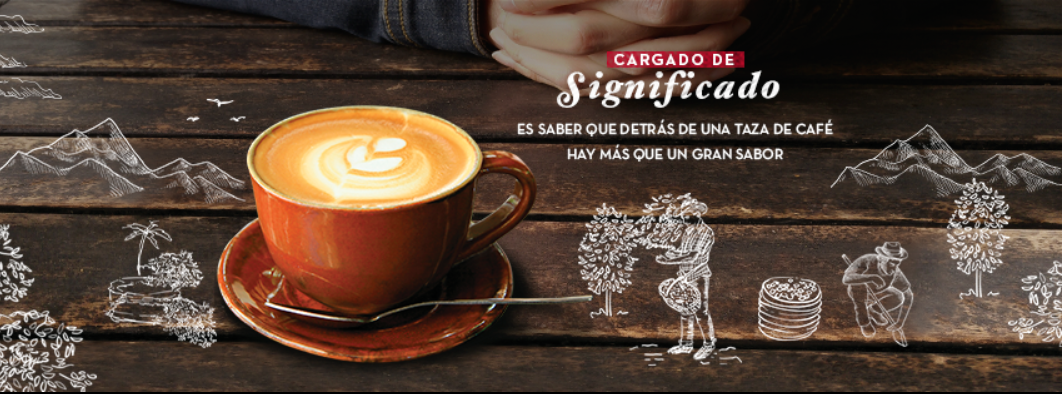 CARGADO DE
Significado
ES SABER QUE DETRÁS DE UNA TAZA DE CAFÉ
HAY MÁS QUE UN GRAN SABOR